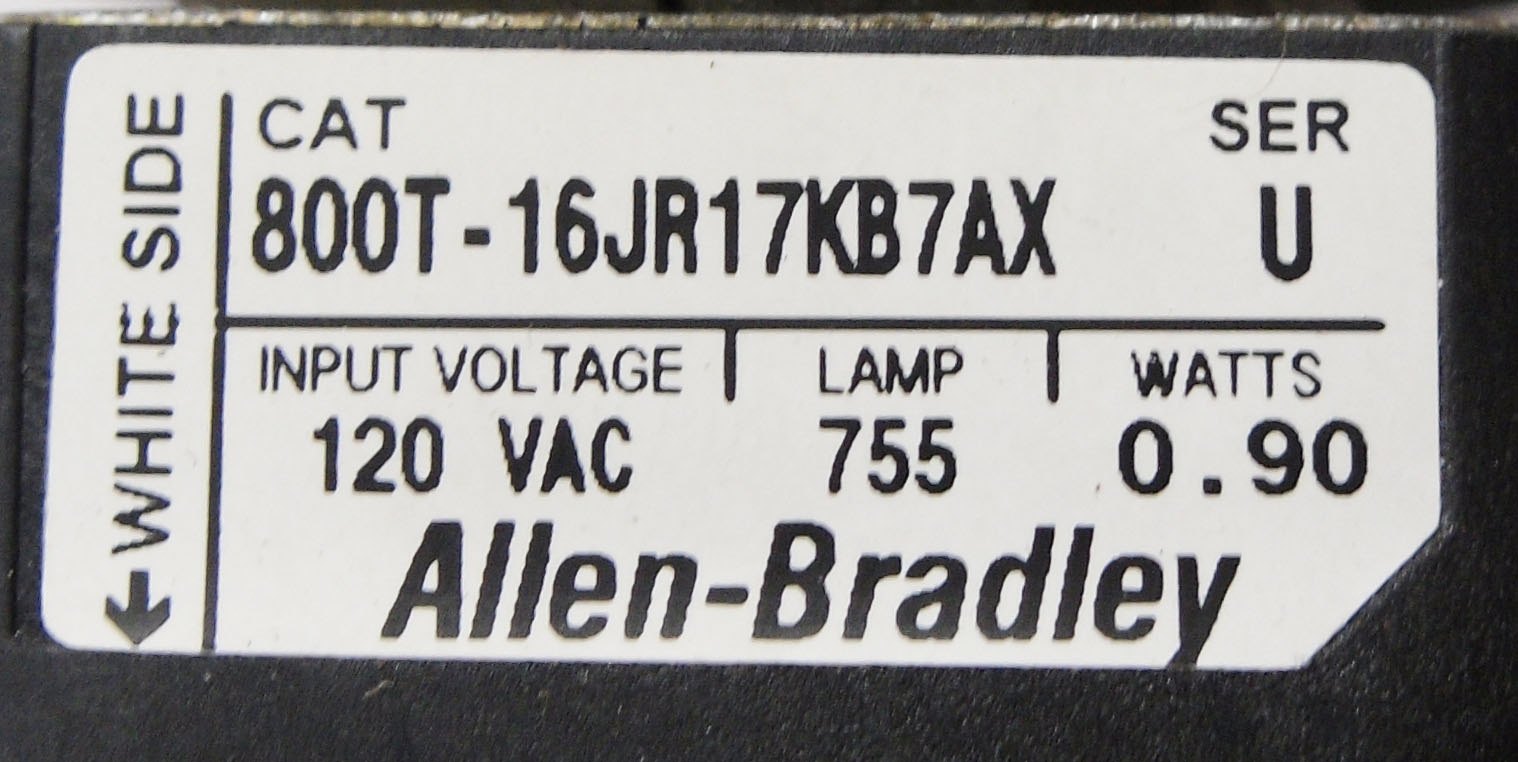 ←WHITE SIDE
CAT SER
800T-16JR17KB7AX U
INPUT VOLTAGE LAMP WATTS
120 VAC 755 0.90
Allen-Bradley